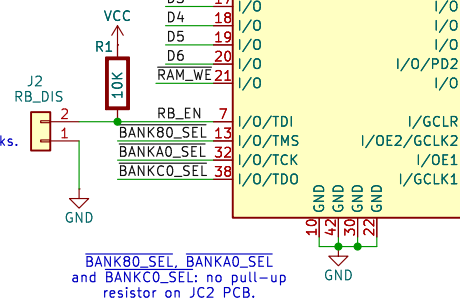 D3 17 I/O I/O
VCC D4 18 I/O I/O
D5 19 I/O I/O
R1 10K D6 20 I/O I/O/PD2
RAM_WE 21 I/O I/O
J2
RB_DIS
2 RB_EN 7 I/O/TDI I/GCLR
ks. 1 BANK80_SEL 13 I/O/TMS I/OE2/GCLK2
BANKA0_SEL 32 I/O/TCK I/OE1
BANKC0_SEL 38 I/O/TDO I/GCLK1
GND GND GND GND
GND 10 42 30 22
GND
BANK80_SEL, BANKA0_SEL
and BANKC0_SEL: no pull-up
resistor on JC2 PCB.